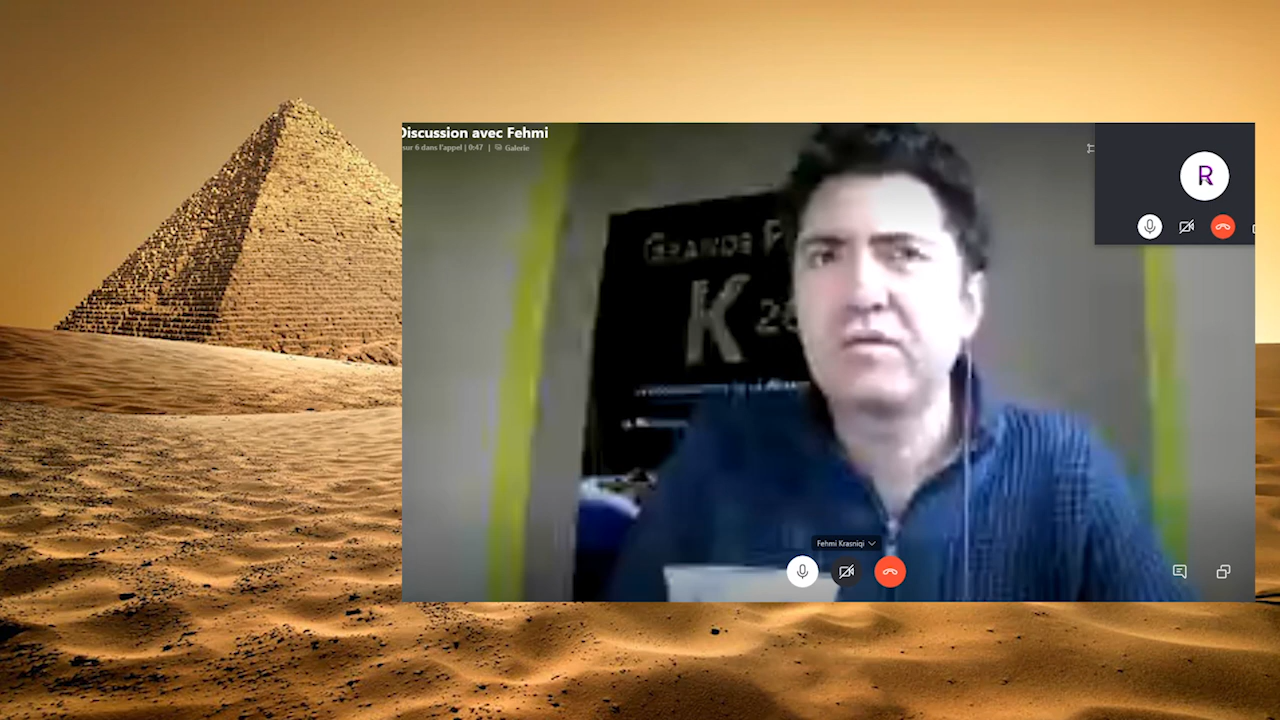 Discussion avec Fehmi
sur 6 dans l'appel | 0:47 | Galerie
R
GRANDE
K
Fehmi Krasniqi